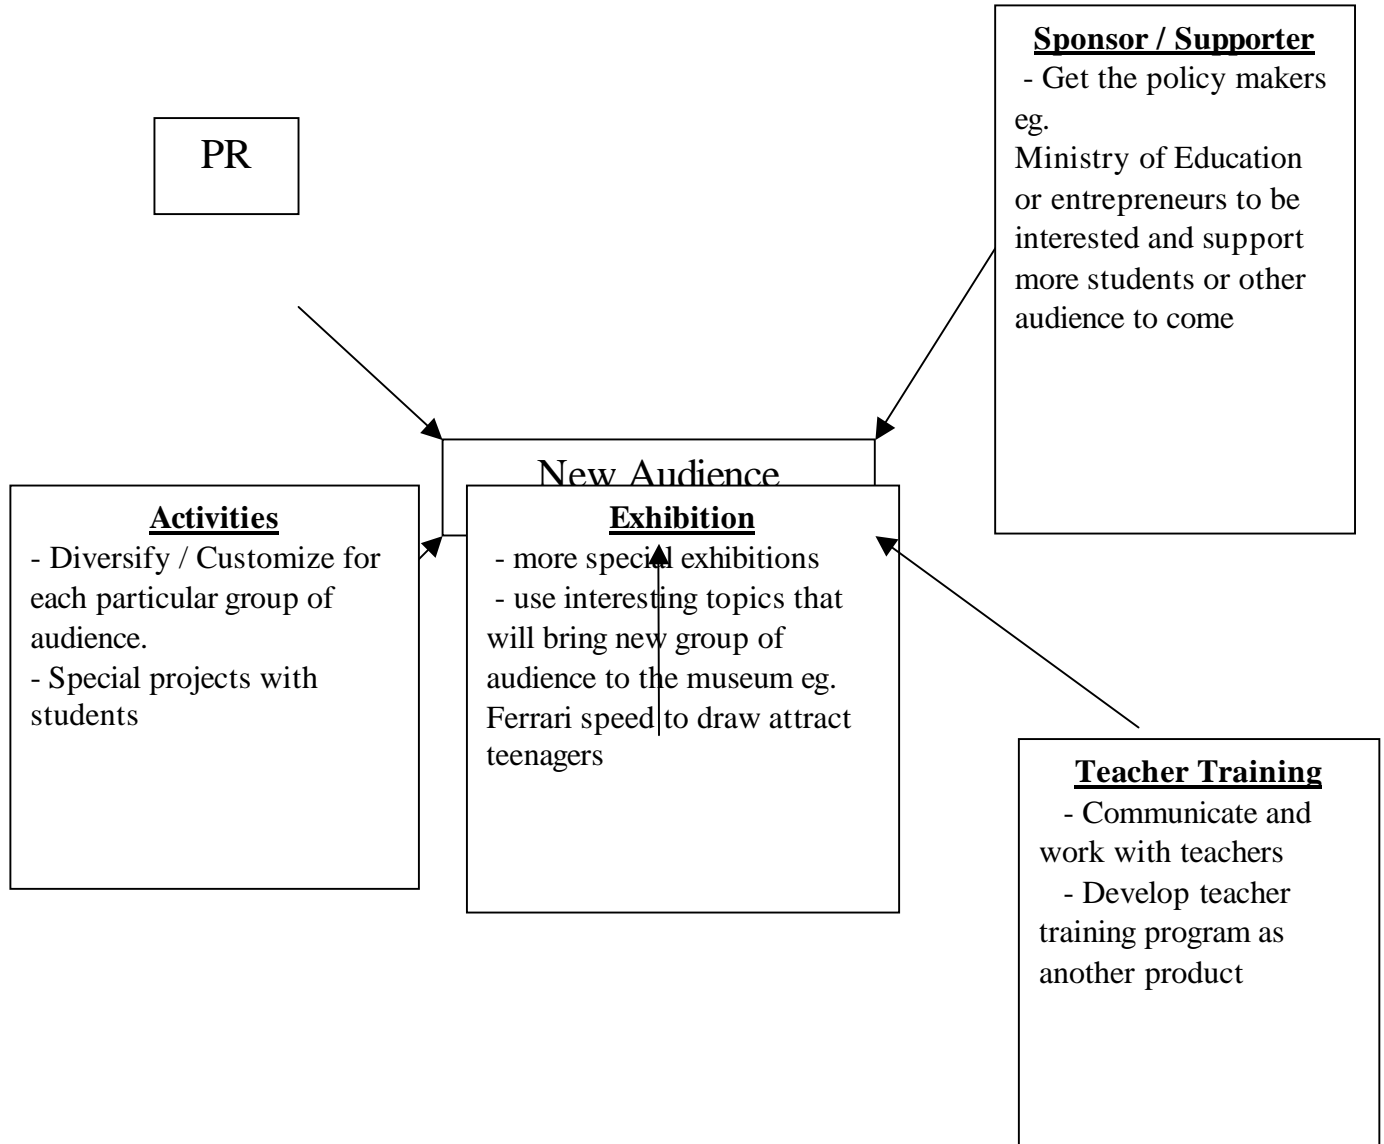 PR
Sponsor / Supporter
- Get the policy makers
eg.
Ministry of Education
or entrepreneurs to be
interested and support
more students or other
audience to come
New Audience
Activities
- Diversify / Customize for
each particular group of
audience.
- Special projects with
students
Exhibition
- more special exhibitions
- use interesting topics that
will bring new group of
audience to the museum eg.
Ferrari speed to draw attract
teenagers
Teacher Training
- Communicate and
work with teachers
- Develop teacher
training program as
another product